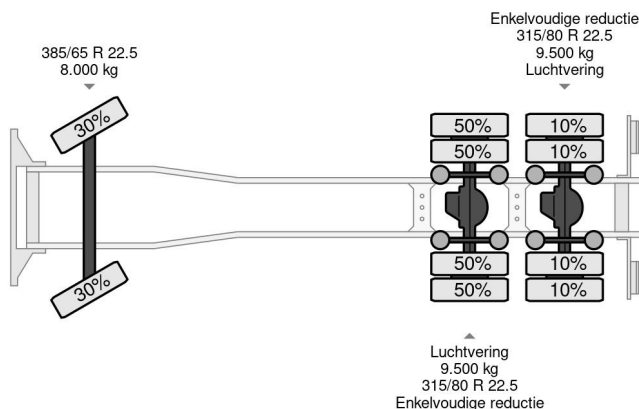 Enkelvoudige reductie
315/80 R 22.5
9.500 kg
Luchtvering
385/65 R 22.5
8.000 kg
30%
50%
10%
50%
10%
50%
10%
30%
50%
10%
Luchtvering
9.500 kg
315/80 R 22.5
Enkelvoudige reductie